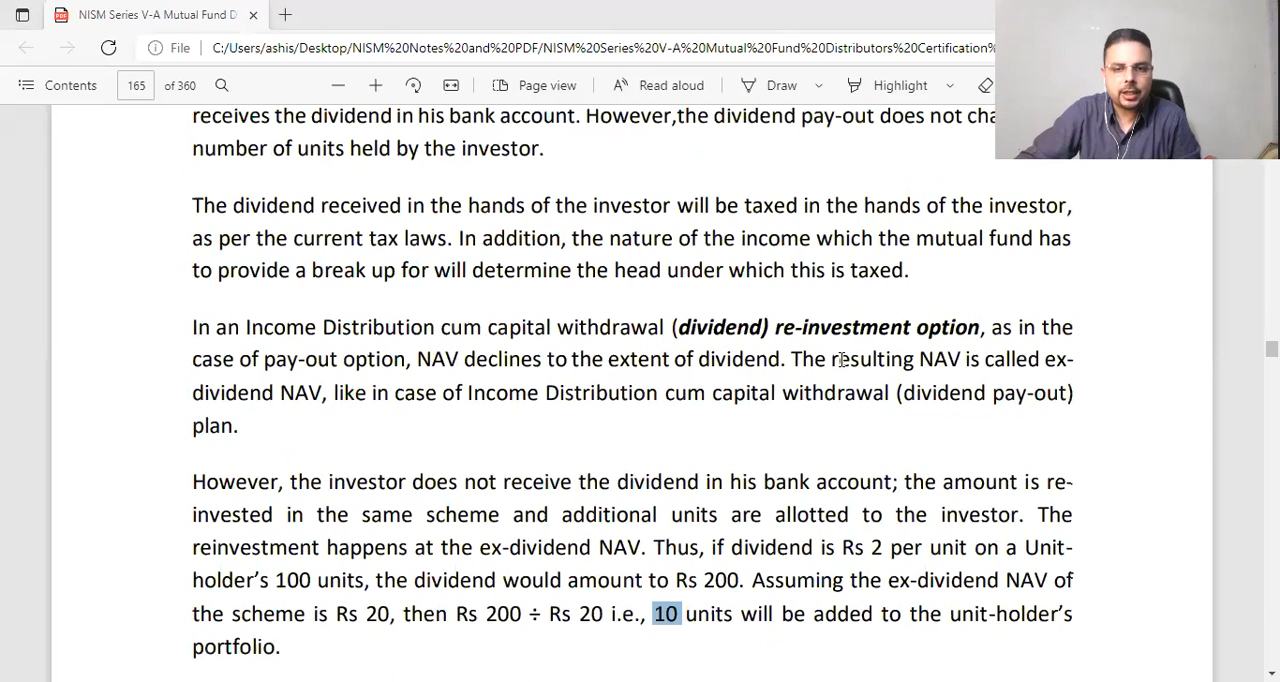 NISM Series V-A Mutual Fund D
File C:/Users/ashis/Desktop/NISM%20Notes%20and%20PDF/NISM%20Series%20V-A%20Mutual%20Fund%20Distributors%20Certification%
Contents 165 of 360 Page view Read aloud Draw Highlight
receives the dividend in his bank account. However,the dividend pay-out does not cha
number of units held by the investor.
The dividend received in the hands of the investor will be taxed in the hands of the investor,
as per the current tax laws. In addition, the nature of the income which the mutual fund has
to provide a break up for will determine the head under which this is taxed.
In an Income Distribution cum capital withdrawal (dividend) re-investment option, as in the
case of pay-out option, NAV declines to the extent of dividend. The resulting NAV is called ex-
dividend NAV, like in case of Income Distribution cum capital withdrawal (dividend pay-out)
plan.
However, the investor does not receive the dividend in his bank account; the amount is re-
invested in the same scheme and additional units are allotted to the investor. The
reinvestment happens at the ex-dividend NAV. Thus, if dividend is Rs 2 per unit on a Unit-
holder’s 100 units, the dividend would amount to Rs 200. Assuming the ex-dividend NAV of
the scheme is Rs 20, then Rs 200 ÷ Rs 20 i.e., 10 units will be added to the unit-holder’s
portfolio.